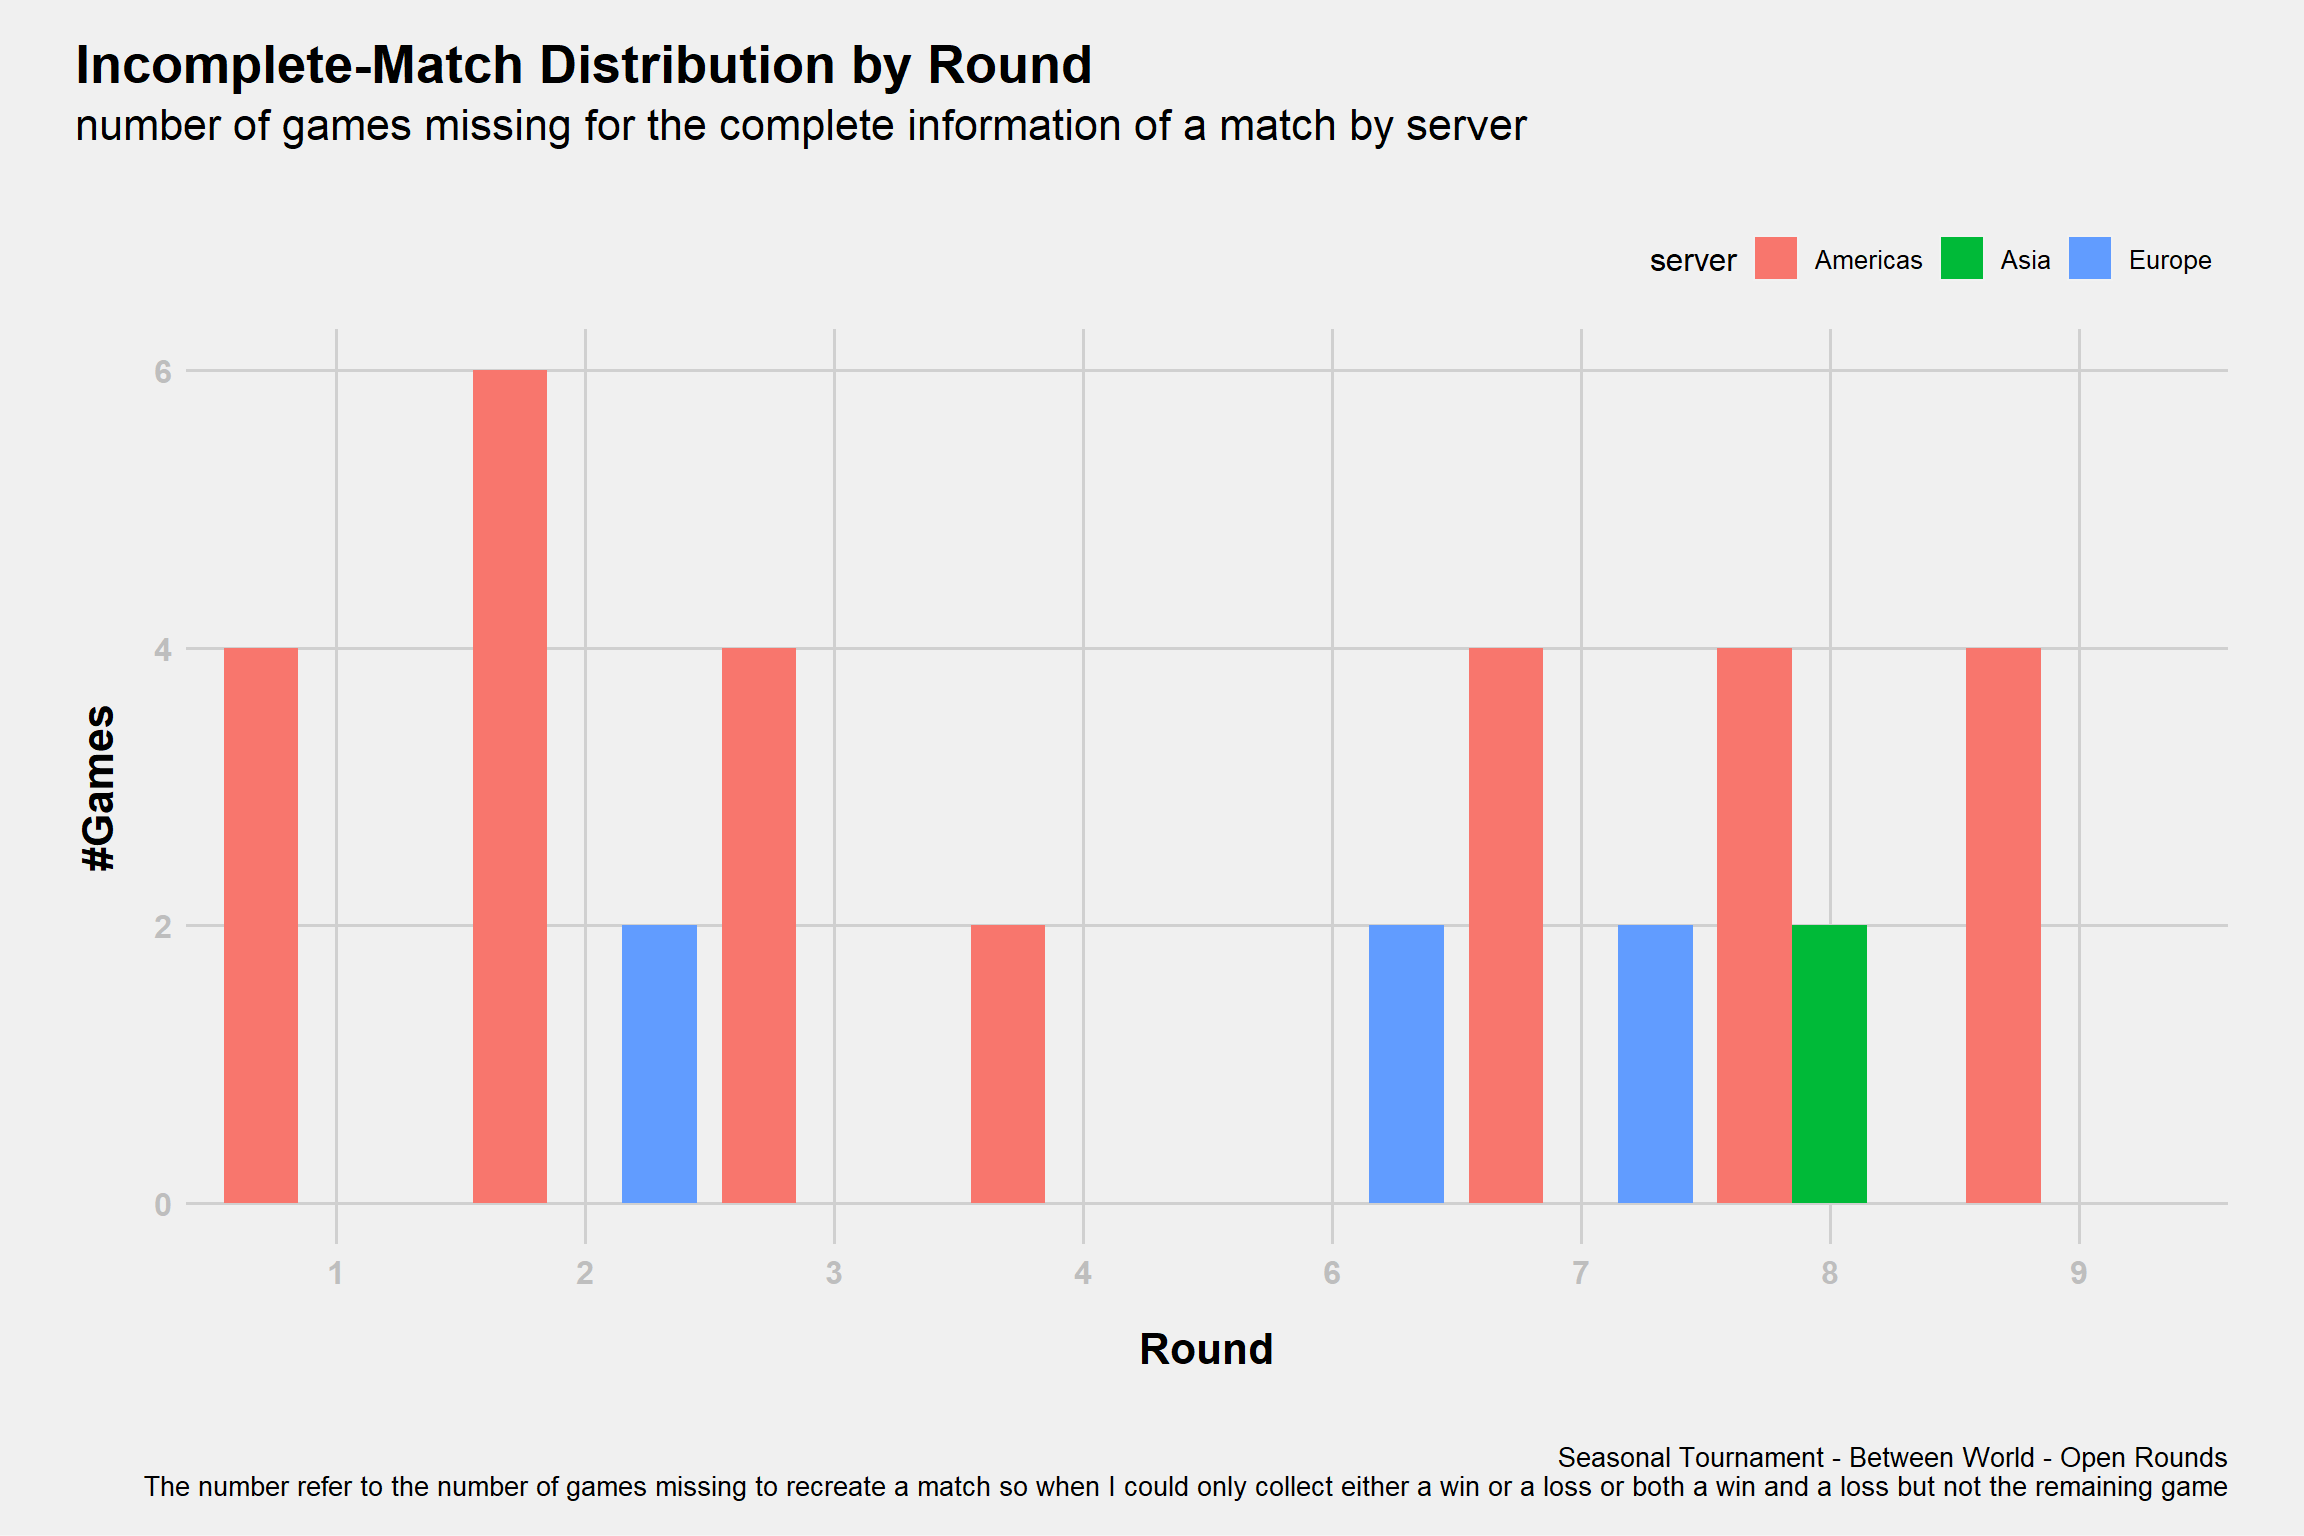 Incomplete-Match Distribution by Round
number of games missing for the complete information of a match by server
server Americas Asia Europe
6
4
2
0
#Games
1 2 3 4 6 7 8 9
Round
Seasonal Tournament - Between World - Open Rounds
The number refer to the number of games missing to recreate a match so when I could only collect either a win or a loss or both a win and a loss but not the remaining game